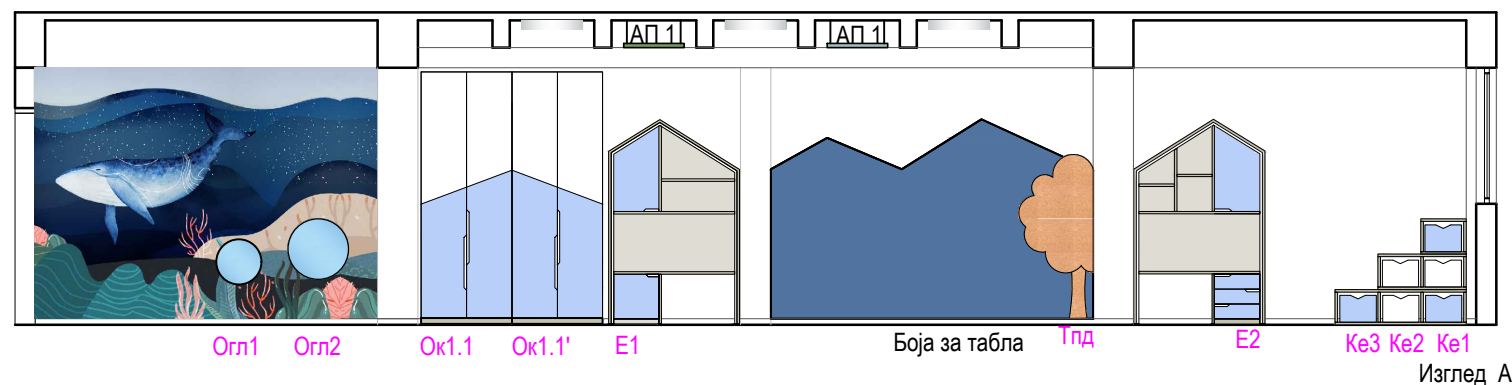 АП 1 АП 1
Огл1 Огл2 Ок1.1 Ок1.1' Е1 Боја за табла Тпд Е2 Ке3 Ке2 Ке1
Изглед А